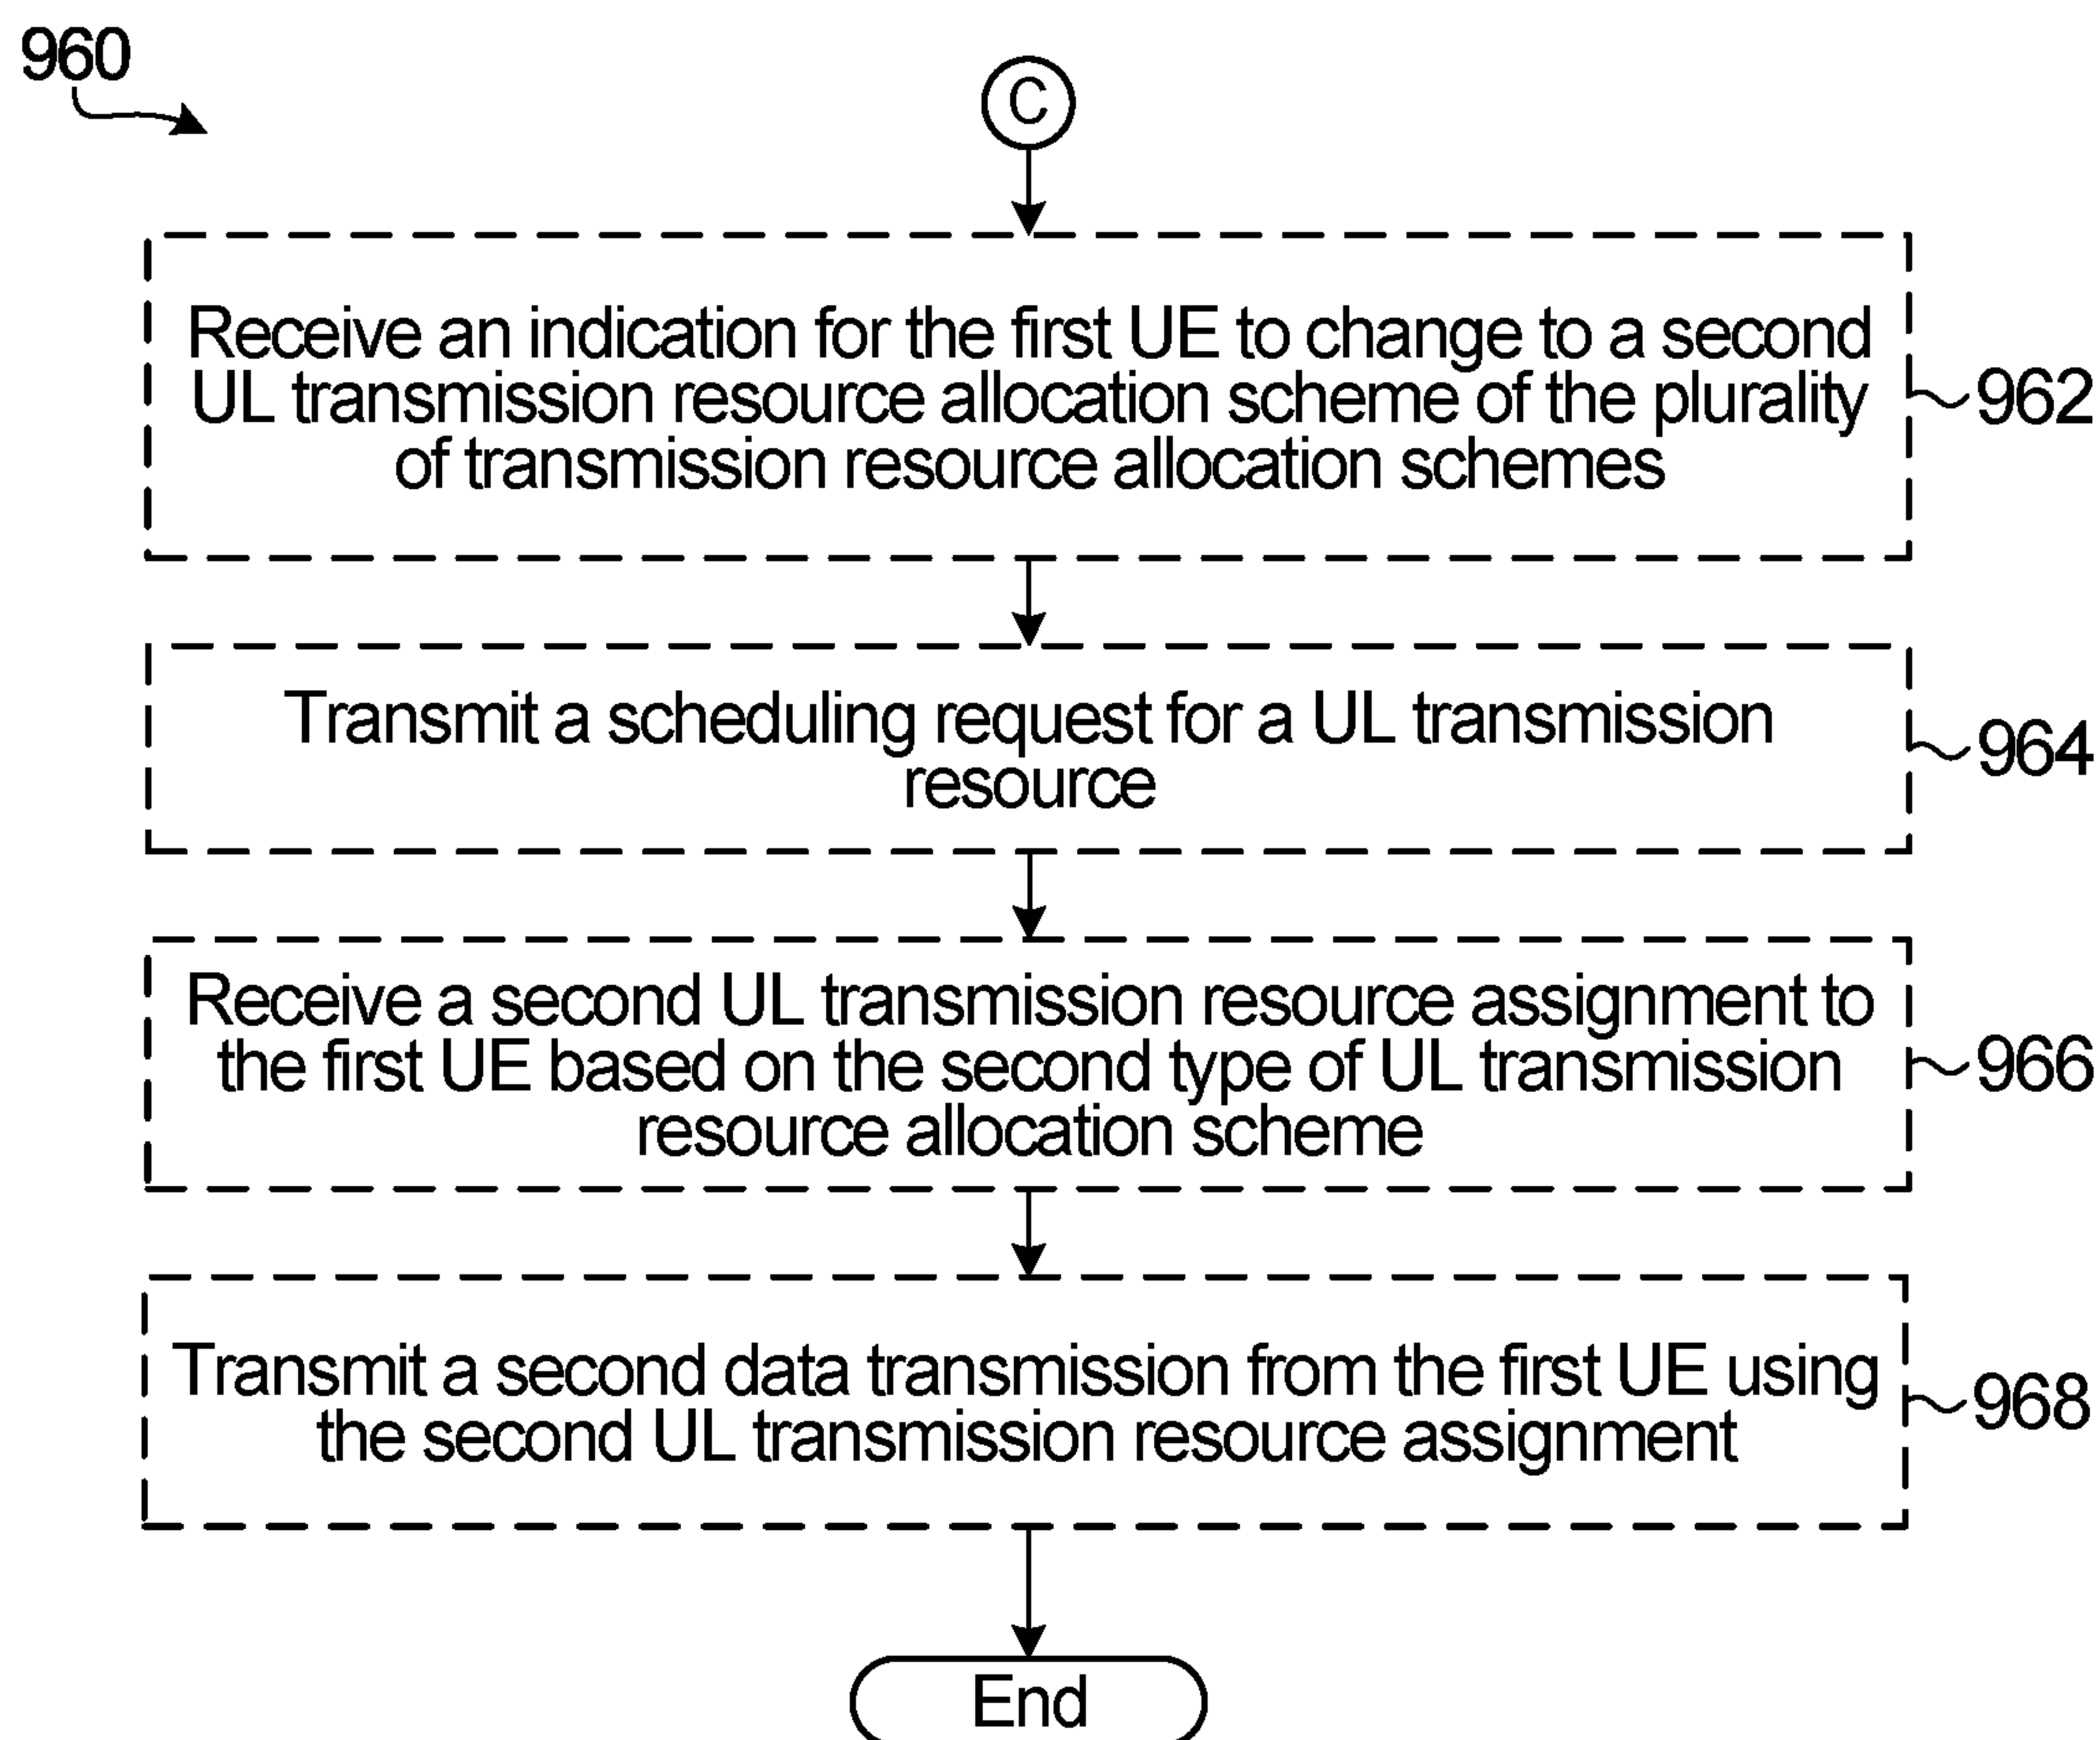 960
C
Receive an indication for the first UE to change to a second
UL transmission resource allocation scheme of the plurality
of transmission resource allocation schemes
962
Transmit a scheduling request for a UL transmission
resource
964
Receive a second UL transmission resource assignment to
the first UE based on the second type of UL transmission
resource allocation scheme
966
Transmit a second data transmission from the first UE using
the second UL transmission resource assignment
968
End